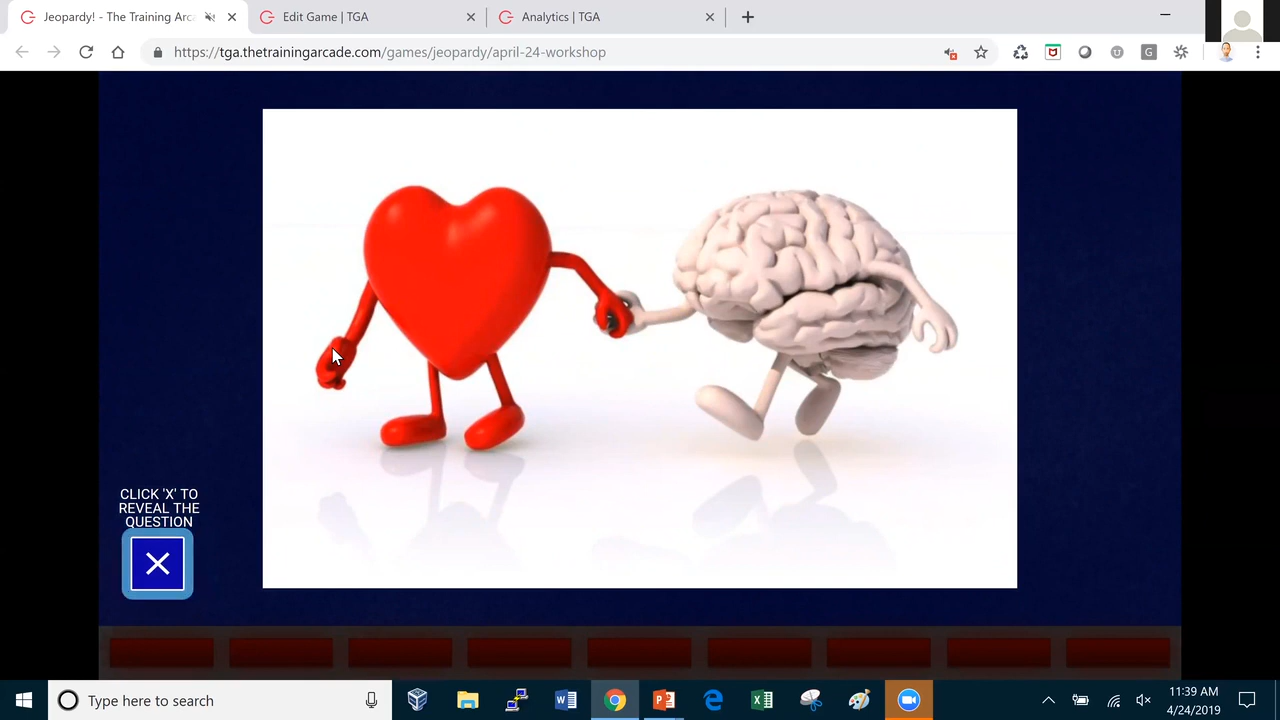 Jeopardy! - The Training Arc
Edit Game | TGA
Analytics | TGA
https://tga.thetrainingarcade.com/games/jeopardy/april-24-workshop
CLICK 'X' TO
REVEAL THE
QUESTION
Type here to search
11:39 AM
4/24/2019